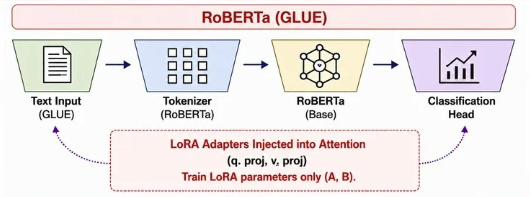 RoBERTa (GLUE)
Text Input
(GLUE)
Tokenizer
(RoBERTa)
RoBERTa
(Base)
Classification
Head
LoRA Adapters Injected into Attention
(q. proj, v. proj)
Train LoRA parameters only (A, B).